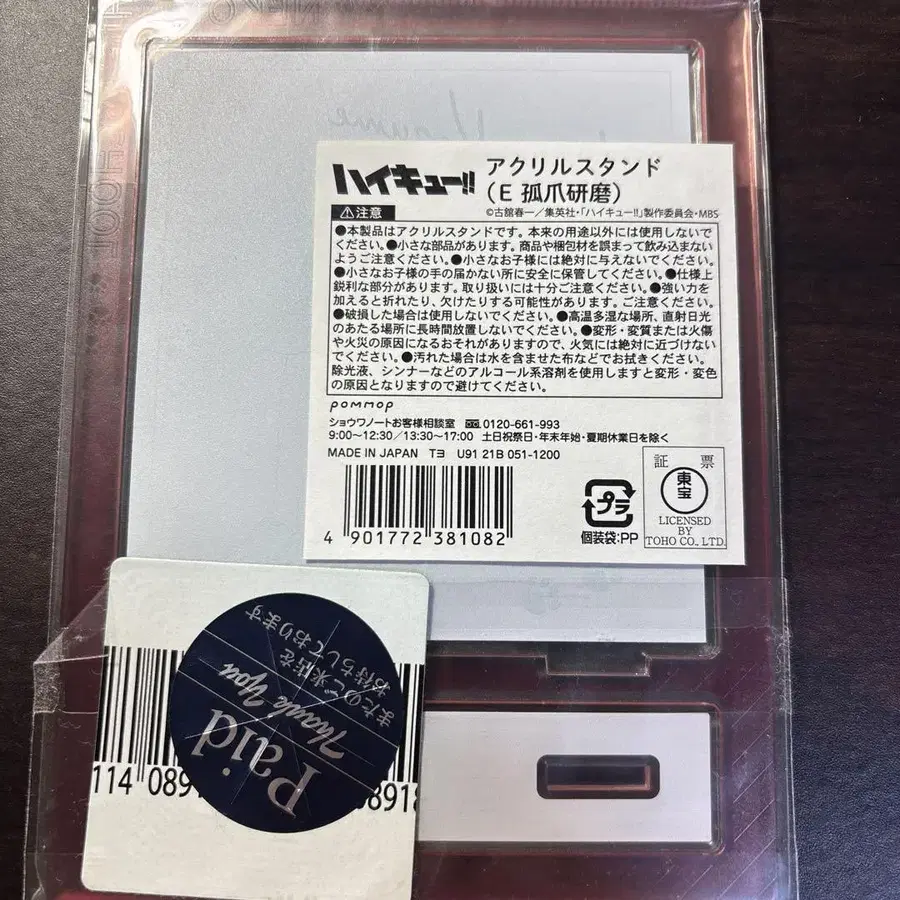 ハイキュー!!
アクリルスタンド
(E 孤爪研磨)
©古舘春一/集英社・「ハイキュー!!」製作委員会・MBS
⚠注意
●本製品はアクリルスタンドです。本来の用途以外には使用しないで
ください。●小さな部品があります。商品や梱包材を誤って飲み込まない
ようご注意ください。●小さなお子様には絶対に与えないでください。
●小さなお子様の手の届かない所に安全に保管してください。●仕様上
鋭利な部分があります。取り扱いには十分ご注意ください。●強い力を
加えると折れたり、欠けたりする可能性があります。ご注意ください。
●破損した場合は使用しないでください。●高温多湿な場所、直射日光
のあたる場所に長時間放置しないでください。●変形・変質または火傷
や火災の原因になるおそれがありますので、火気には絶対に近づけない
でください。●汚れた場合は水を含ませた布などでお拭きください。
除光液、シンナーなどのアルコール系溶剤を使用しますと変形・変色
の原因となりますので避けてください。
pommop
ショウワノートお客様相談室 0120-661-993
9:00~12:30/13:30~17:00 土日祝祭日・年末年始・夏期休業日を除く
MADE IN JAPAN Tヨ U91 21B 051-1200
4 901772 381082
プラ
個装袋:PP
証 票
東宝
LICENSED
BY
TOHO CO., LTD.
またのご来店を
お待ちしております
Thank You
Paid
114 089
0891